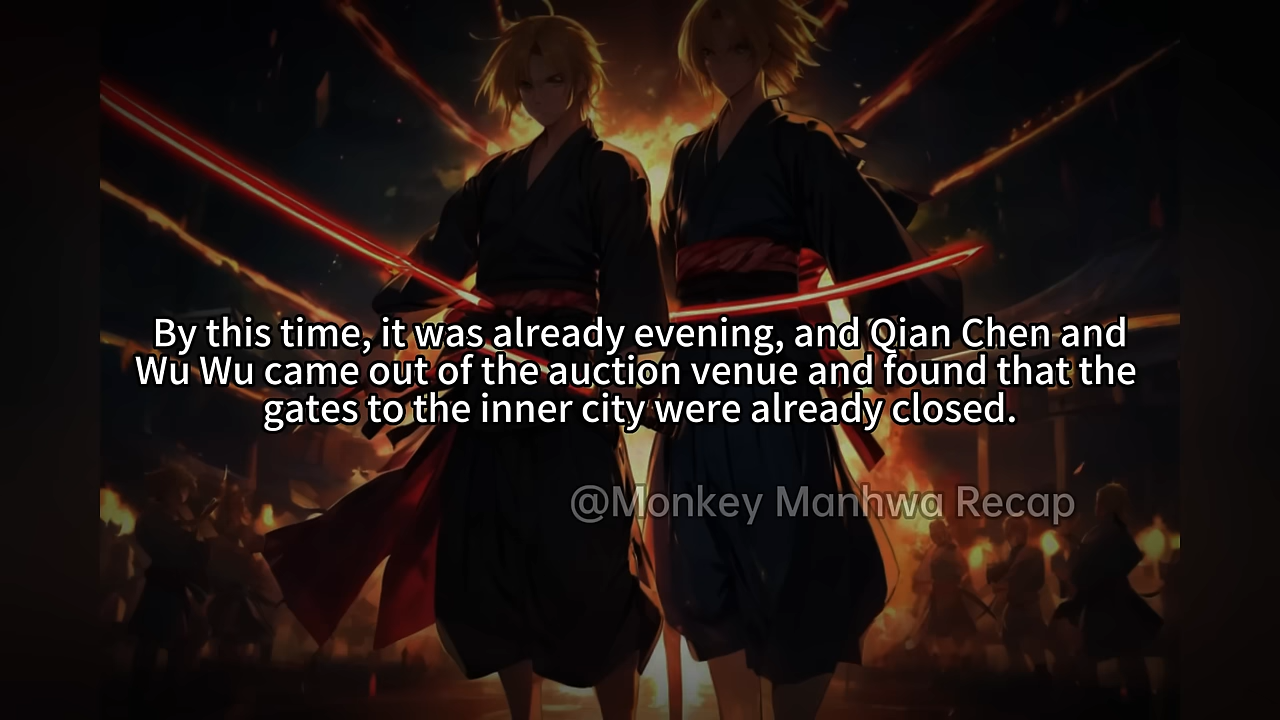 By this time, it was already evening, and Qian Chen and
Wu Wu came out of the auction venue and found that the
gates to the inner city were already closed.
@Monkey Manhwa Recap